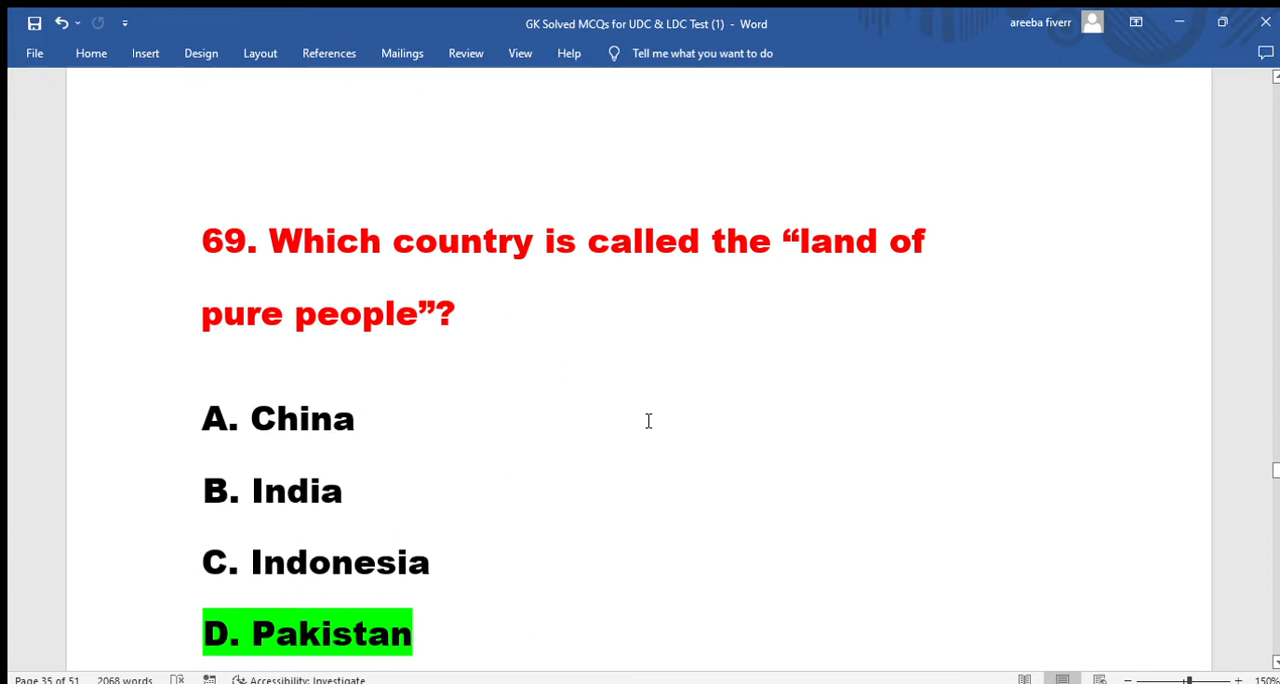 GK Solved MCQs for UDC & LDC Test (1) - Word
areeba fiverr
File Home Insert Design Layout References Mailings Review View Help Tell me what you want to do
69. Which country is called the “land of
pure people”?
A. China
B. India
C. Indonesia
D. Pakistan
Page 35 of 51 2068 words Accessibility: Investigate 150%